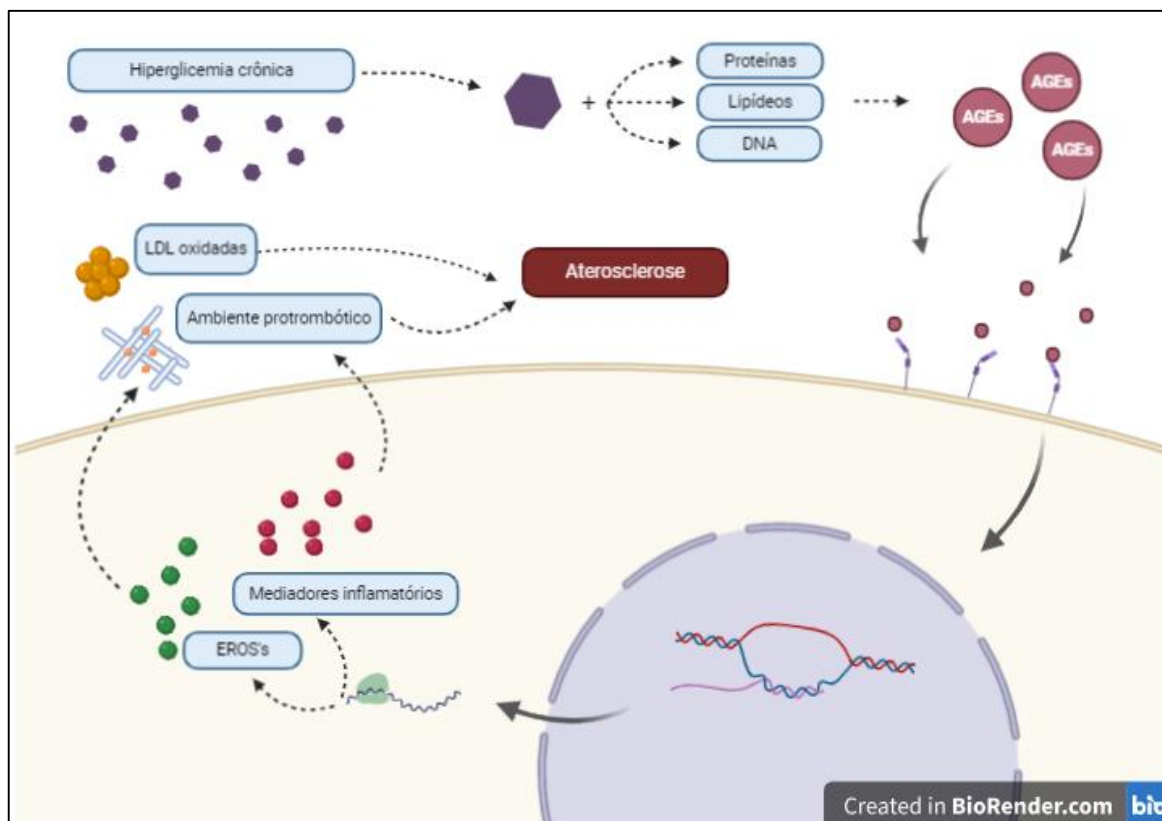 Hiperglicemia crônica
+
Proteínas
Lipídeos
DNA
AGEs
AGEs
AGEs
LDL oxidadas
Aterosclerose
Ambiente protrombótico
Mediadores inflamatórios
EROS's
Created in BioRender.com bio